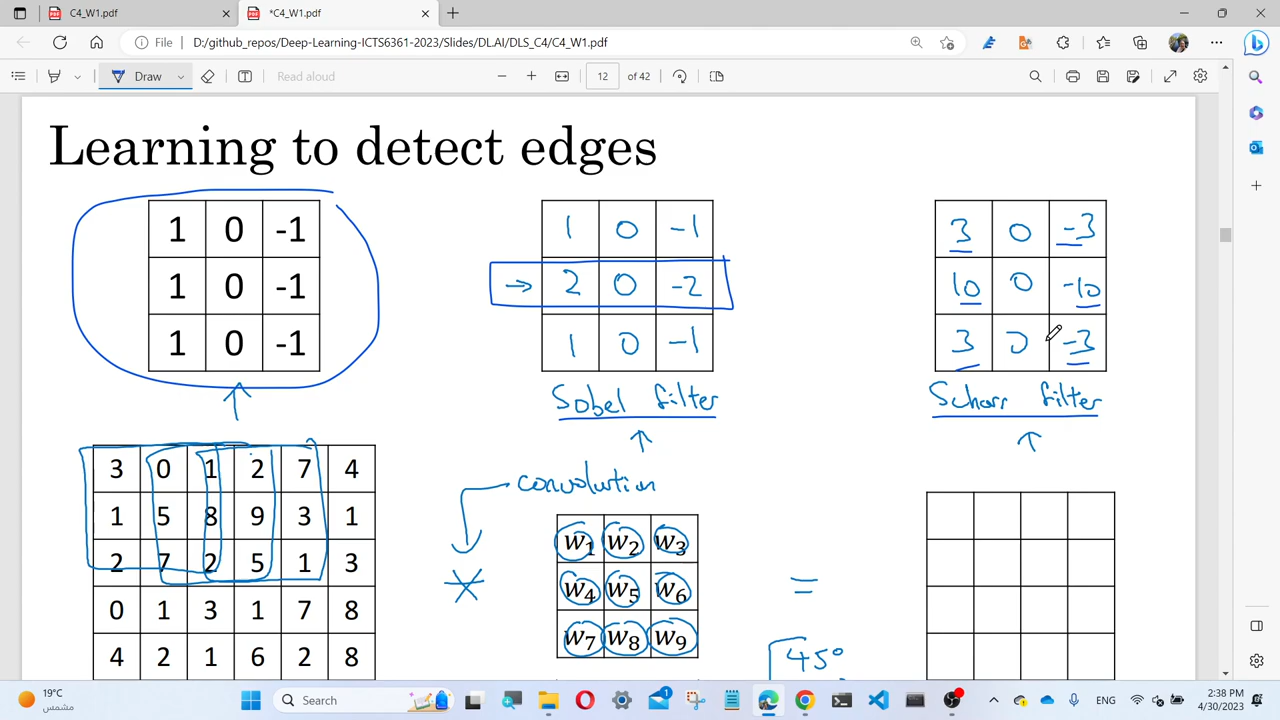 C4_W1.pdf
*C4_W1.pdf
File D:/github_repos/Deep-Learning-ICTS6361-2023/Slides/DL.AI/DLS_C4/C4_W1.pdf
Draw Read aloud 12 of 42
Learning to detect edges
1 0 -1
1 0 -1
1 0 -1
1 0 -1
→ 2 0 -2
1 0 -1
Sobel filter
3 0 -3
10 0 -10
3 0 -3
Scharr filter
3 0 1 2 7 4
1 5 8 9 3 1
2 7 2 5 1 3
0 1 3 1 7 8
4 2 1 6 2 8
convolution
*
w1 w2 w3
w4 w5 w6
w7 w8 w9
=
45°
19°C
مشمس
Search
1
ENG
2:38 PM
4/30/2023